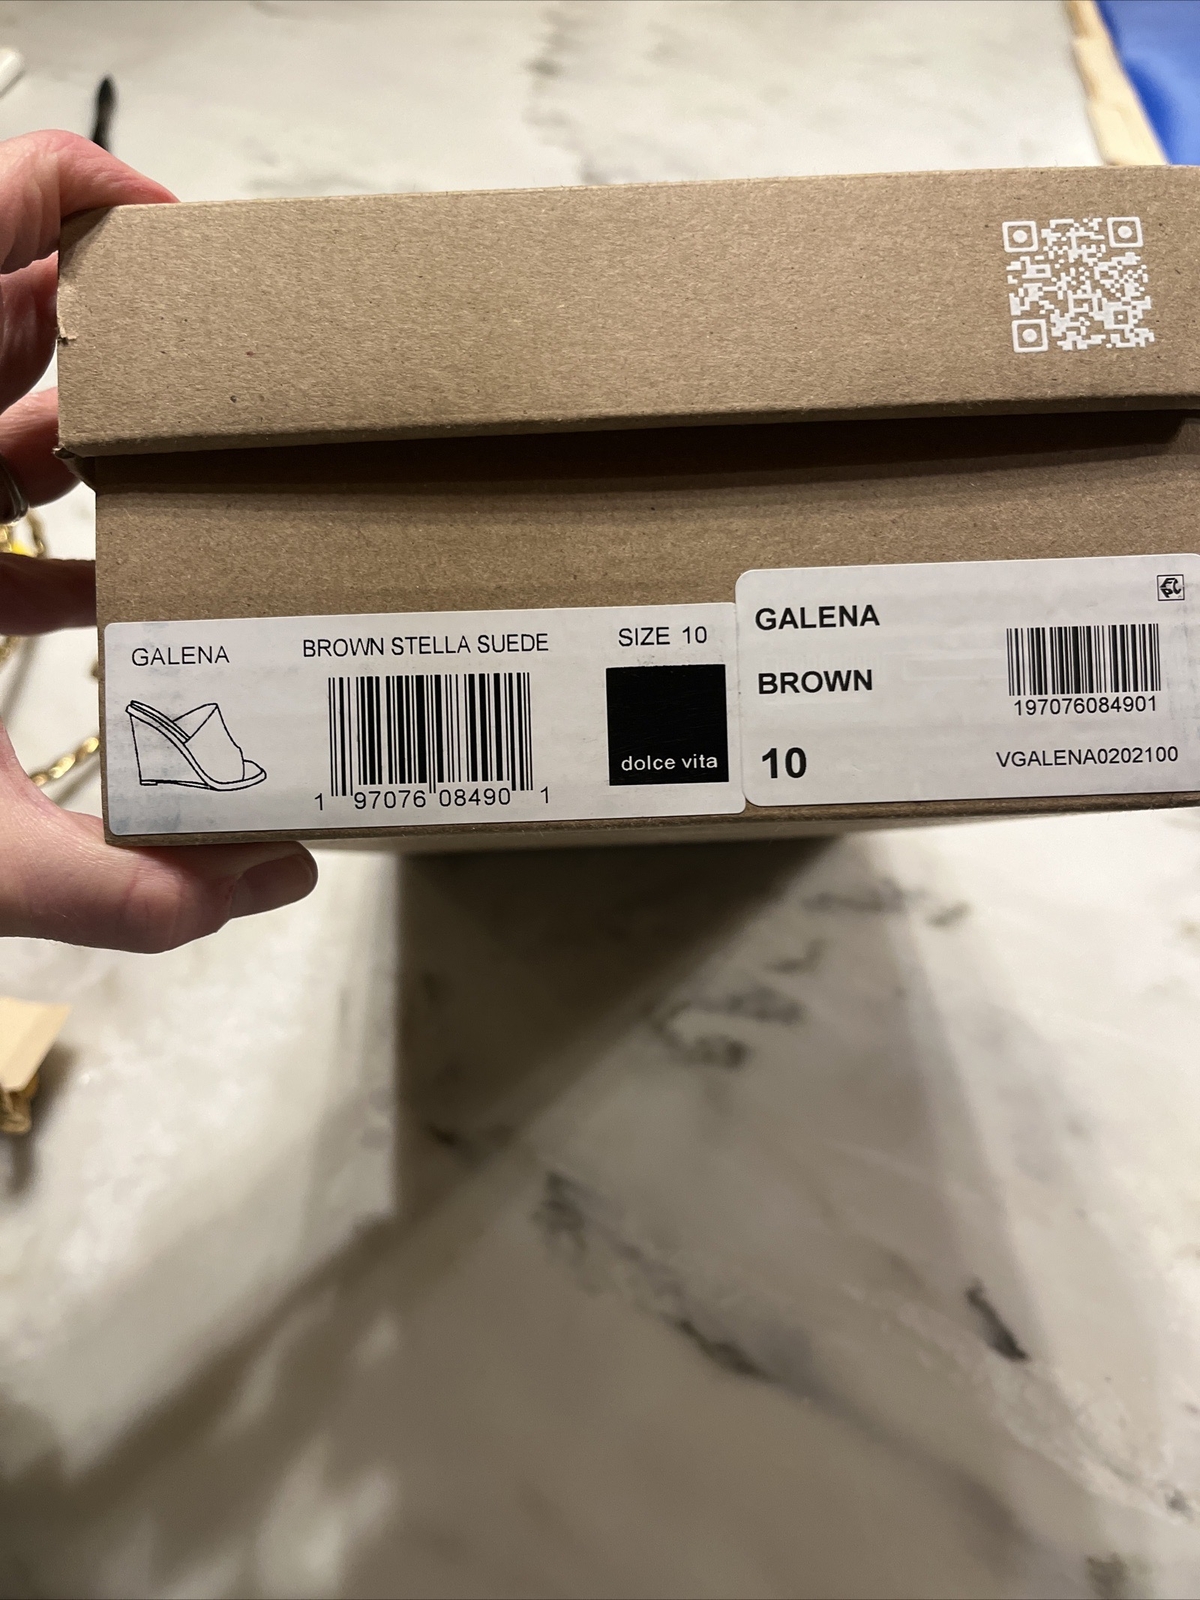 GALENA
BROWN STELLA SUEDE
SIZE 10
1 97076 08490 1
dolce vita
GALENA
BROWN
197076084901
10
VGALENA0202100